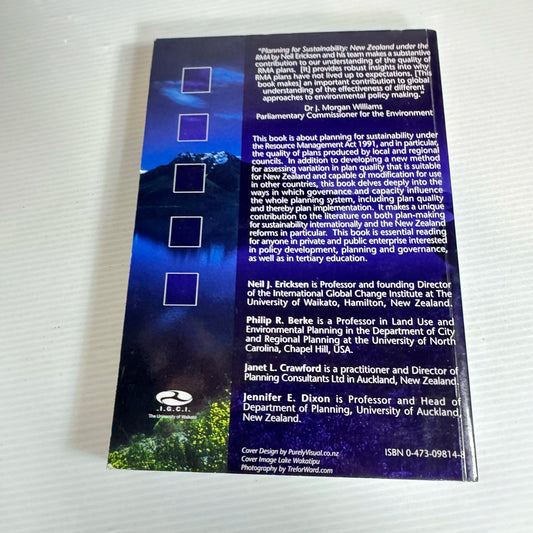 "Planning for Sustainability: New Zealand under the
RMA by Neil Ericksen and his team makes a substantive
contribution to our understanding of the quality of
RMA plans. [It] provides robust insights into why
RMA plans have not lived up to expectations. [This
book makes] an important contribution to global
understanding of the effectiveness of different
approaches to environmental policy making."
Dr J. Morgan Williams
Parliamentary Commissioner for the Environment
This book is about planning for sustainability under
the Resource Management Act 1991, and in particular,
the quality of plans produced by local and regional
councils. In addition to developing a new method
for assessing variation in plan quality that is suitable
for New Zealand and capable of modification for use
in other countries, this book delves deeply into the
ways in which governance and capacity influence
the whole planning system, including plan quality
and thereby plan implementation. It makes a unique
contribution to the literature on both plan-making
for sustainability internationally and the New Zealand
reforms in particular. This book is essential reading
for anyone in private and public enterprise interested
in policy development, planning and governance,
as well as in tertiary education.
Neil J. Ericksen is Professor and founding Director
of the International Global Change Institute at The
University of Waikato, Hamilton, New Zealand.
Philip R. Berke is a Professor in Land Use and
Environmental Planning in the Department of City
and Regional Planning at the University of North
Carolina, Chapel Hill, USA.
Janet L. Crawford is a practitioner and Director of
Planning Consultants Ltd in Auckland, New Zealand.
Jennifer E. Dixon is Professor and Head of
Department of Planning, University of Auckland,
New Zealand.
.I.G.C.I.
The University of Waikato
Cover Design by PurelyVisual.co.nz
Cover Image Lake Wakatipu
Photography by TreforWard.com
ISBN 0-473-09814-8